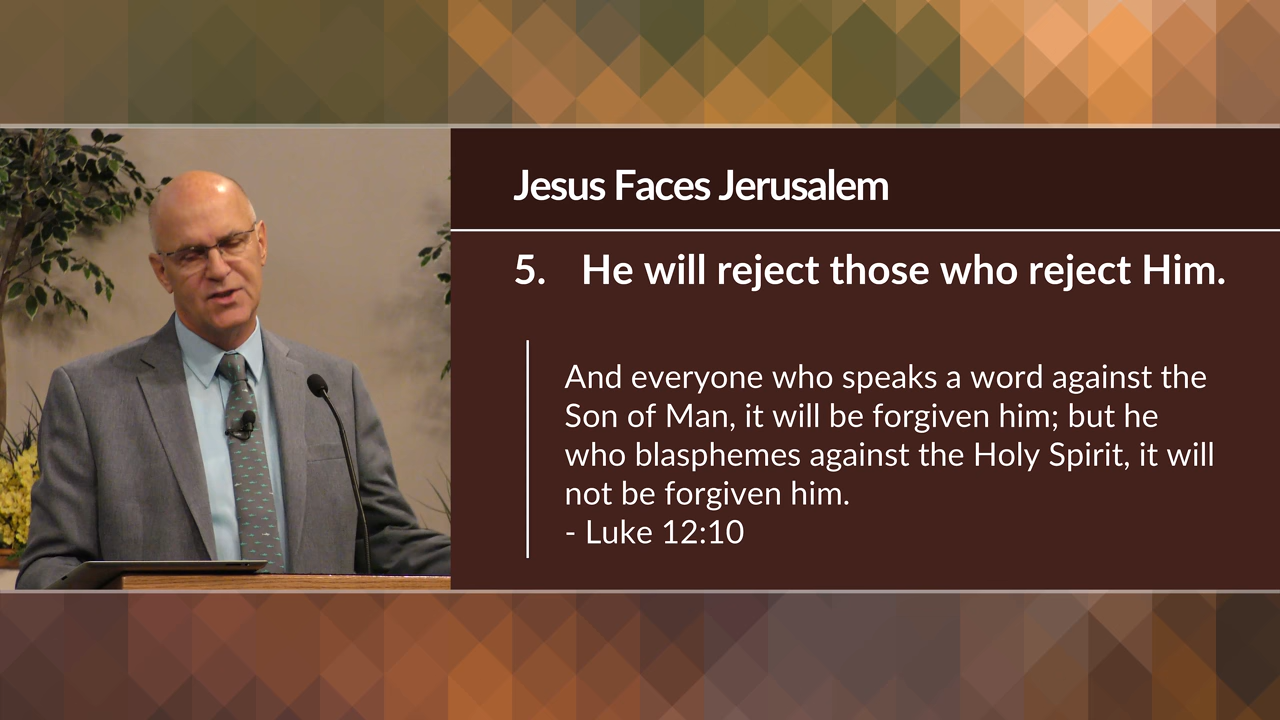 Jesus Faces Jerusalem
5. He will reject those who reject Him.
And everyone who speaks a word against the
Son of Man, it will be forgiven him; but he
who blasphemes against the Holy Spirit, it will
not be forgiven him.
- Luke 12:10